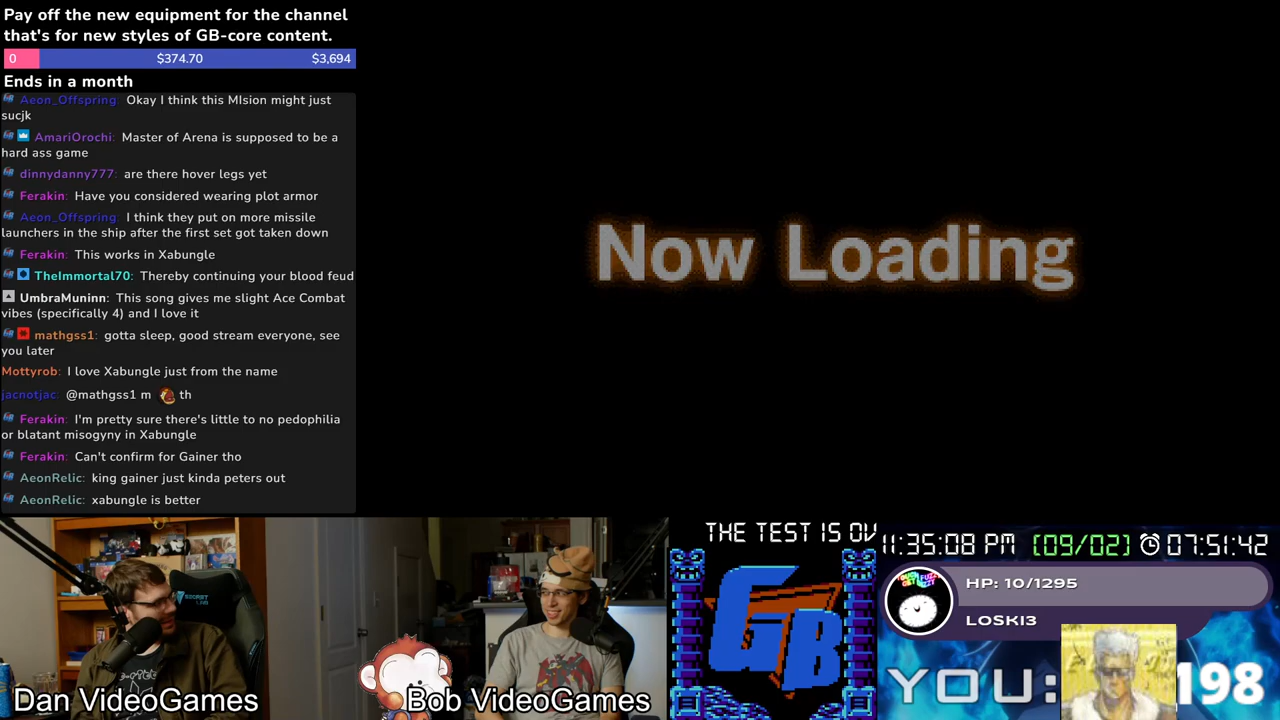 Pay off the new equipment for the channel
that's for new styles of GB-core content.
0 $374.70 $3,694
Ends in a month
Aeon_Offspring: Okay I think this MIsion might just
sucjk
AmariOrochi: Master of Arena is supposed to be a
hard ass game
dinnydanny777: are there hover legs yet
Ferakin: Have you considered wearing plot armor
Aeon_Offspring: I think they put on more missile
launchers in the ship after the first set got taken down
Ferakin: This works in Xabungle
TheImmortal70: Thereby continuing your blood feud
UmbraMuninn: This song gives me slight Ace Combat
vibes (specifically 4) and I love it
mathgss1: gotta sleep, good stream everyone, see
you later
Mottyrob: I love Xabungle just from the name
jacnotjac: @mathgss1 m th
Ferakin: I'm pretty sure there's little to no pedophilia
or blatant misogyny in Xabungle
Ferakin: Can't confirm for Gainer tho
AeonRelic: king gainer just kinda peters out
AeonRelic: xabungle is better
Now Loading
SECRET
LAB
Dan VideoGames
Bob VideoGames
THE TEST IS OV
GB
11:35:08 PM [09/02] 07:51:42
HP: 10/1295
LOSKI3
YOU: 198